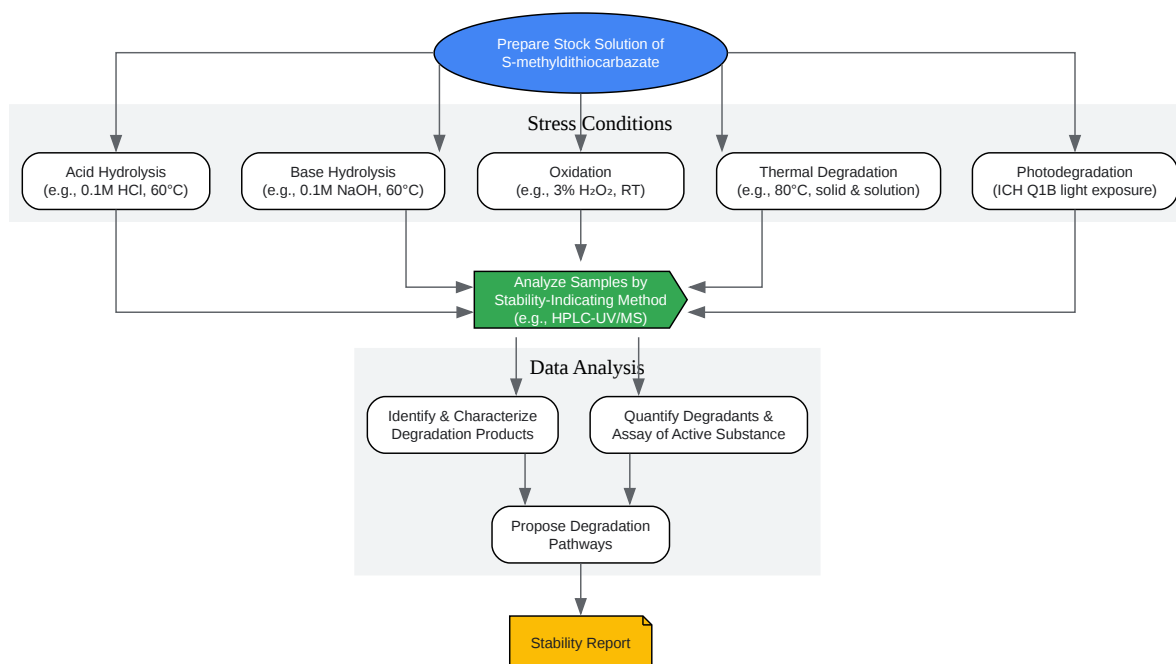 Prepare Stock Solution of
S-methyldithiocarbazate
Stress Conditions
Acid Hydrolysis
(e.g., 0.1M HCl, 60°C)
Base Hydrolysis
(e.g., 0.1M NaOH, 60°C)
Oxidation
(e.g., 3% H₂O₂, RT)
Thermal Degradation
(e.g., 80°C, solid & solution)
Photodegradation
(ICH Q1B light exposure)
Analyze Samples by
Stability-Indicating Method
(e.g., HPLC-UV/MS)
Data Analysis
Identify & Characterize
Degradation Products
Quantify Degradants &
Assay of Active Substance
Propose Degradation
Pathways
Stability Report